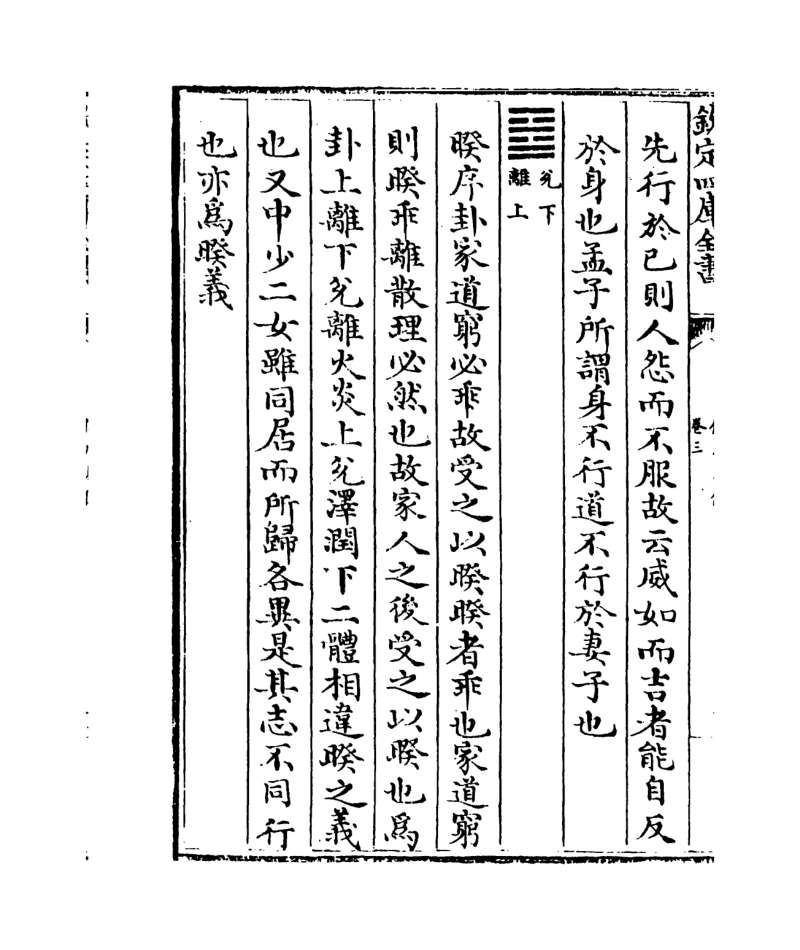 欽定四庫全書
卷三
先行於已則人怨而不服故云威如而吉者能自反
於身也孟子所謂身不行道不行於妻子也
䷥兌下離上
睽序卦家道窮必乖故受之以睽睽者乖也家道窮
則睽乖離散理必然也故家人之後受之以睽也為
卦上離下兌離火炎上兌澤潤下二體相違睽之義
也又中少二女雖同居而所歸各異是其志不同行
也亦為睽義